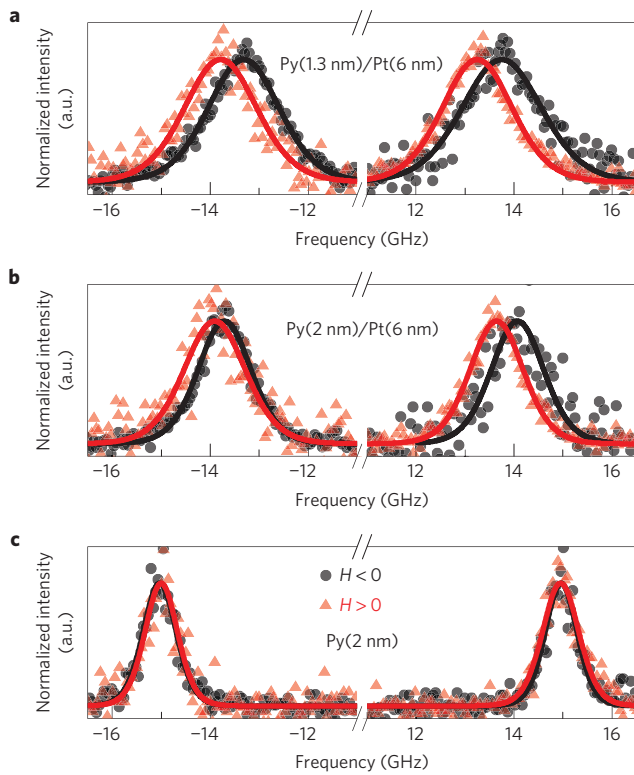 a
Py(1.3 nm)/Pt(6 nm)
Normalized intensity
(a.u.)
−16 −14 −12 12 14 16
Frequency (GHz)
b
Py(2 nm)/Pt(6 nm)
Normalized intensity
(a.u.)
−16 −14 −12 12 14 16
Frequency (GHz)
c
H < 0
H > 0
Py(2 nm)
Normalized intensity
(a.u.)
−16 −14 −12 12 14 16
Frequency (GHz)